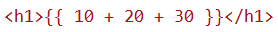 <h1>{{ 10 + 20 + 30 }}</h1>